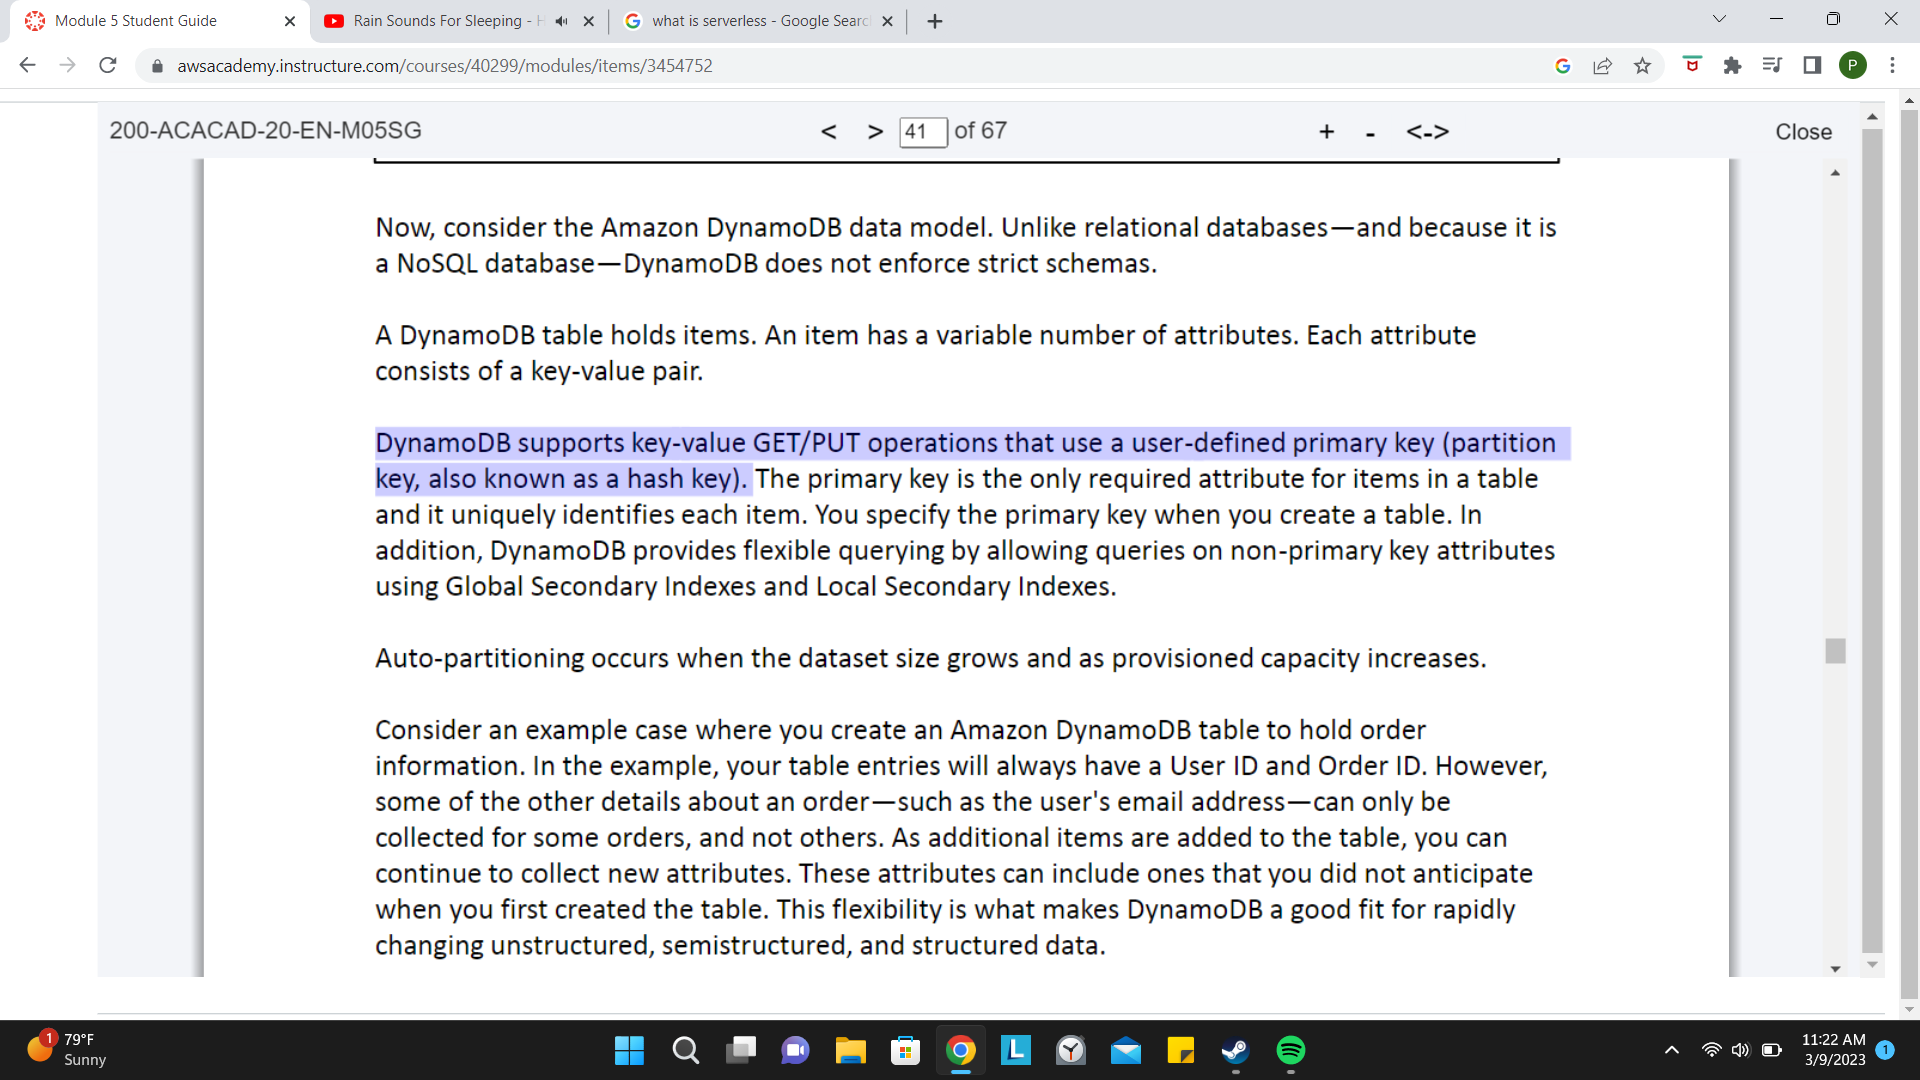 Module 5 Student Guide
Rain Sounds For Sleeping - H
what is serverless - Google Searc
awsacademy.instructure.com/courses/40299/modules/items/3454752
P
200-ACACAD-20-EN-M05SG
< > 41 of 67
+ - <->
Close
Now, consider the Amazon DynamoDB data model. Unlike relational databases—and because it is
a NoSQL database—DynamoDB does not enforce strict schemas.
A DynamoDB table holds items. An item has a variable number of attributes. Each attribute
consists of a key-value pair.
DynamoDB supports key-value GET/PUT operations that use a user-defined primary key (partition
key, also known as a hash key). The primary key is the only required attribute for items in a table
and it uniquely identifies each item. You specify the primary key when you create a table. In
addition, DynamoDB provides flexible querying by allowing queries on non-primary key attributes
using Global Secondary Indexes and Local Secondary Indexes.
Auto-partitioning occurs when the dataset size grows and as provisioned capacity increases.
Consider an example case where you create an Amazon DynamoDB table to hold order
information. In the example, your table entries will always have a User ID and Order ID. However,
some of the other details about an order—such as the user's email address—can only be
collected for some orders, and not others. As additional items are added to the table, you can
continue to collect new attributes. These attributes can include ones that you did not anticipate
when you first created the table. This flexibility is what makes DynamoDB a good fit for rapidly
changing unstructured, semistructured, and structured data.
1
79°F
Sunny
L
11:22 AM
3/9/2023
1